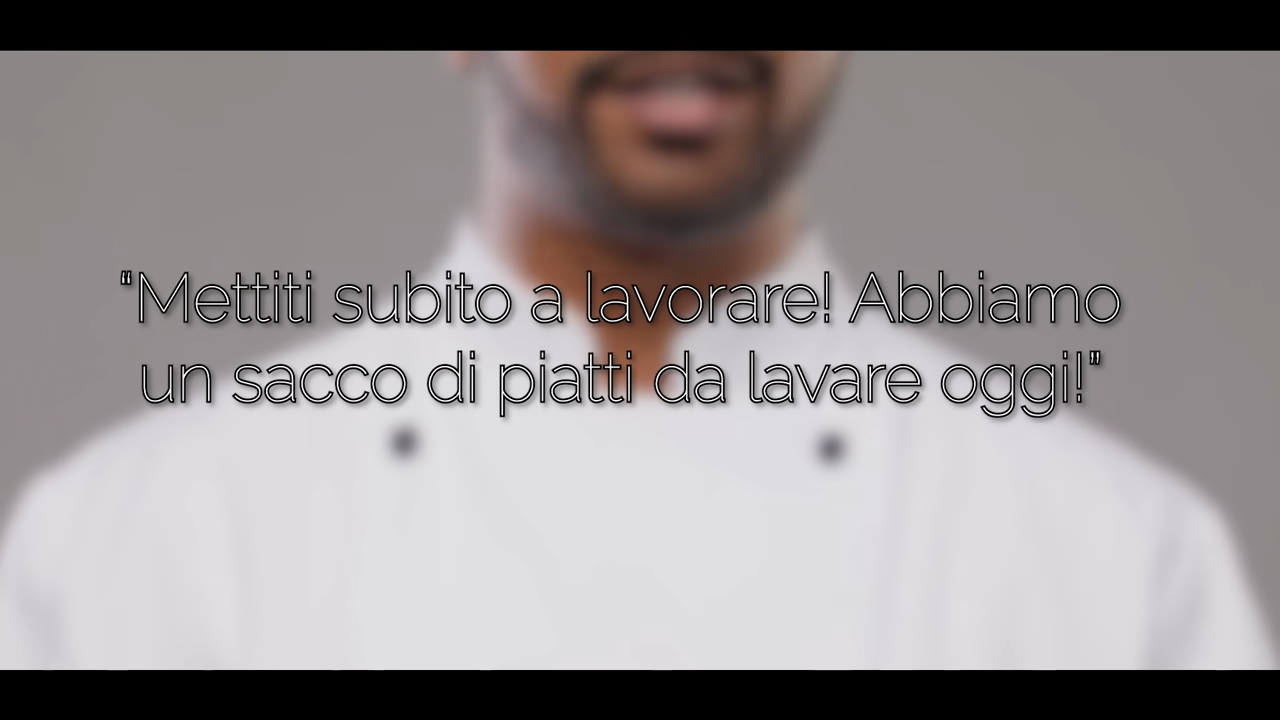 “Mettiti subito a lavorare! Abbiamo
un sacco di piatti da lavare oggi!”